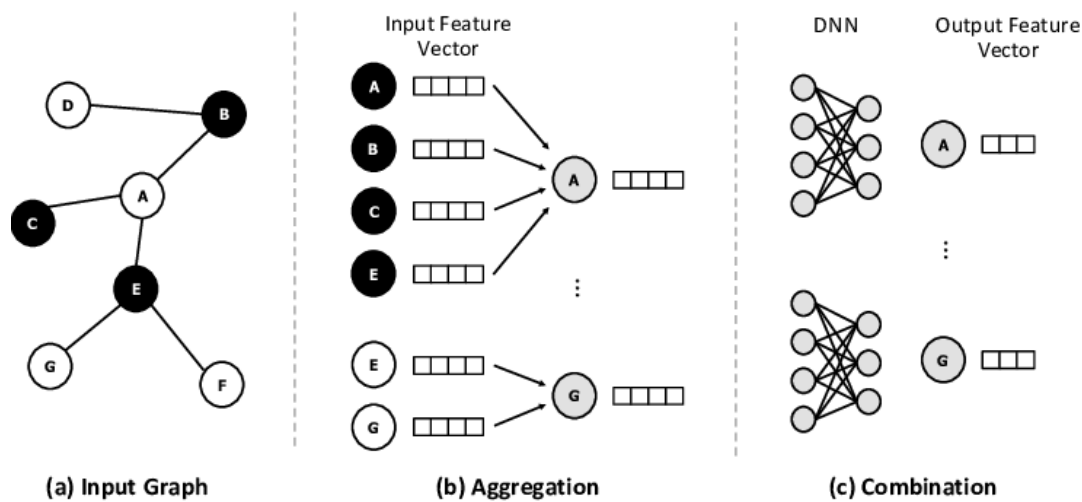 D
B
A
C
E
G
F
(a) Input Graph
Input Feature
Vector
A
B
C
E
A
⋮
E
G
G
(b) Aggregation
DNN
Output Feature
Vector
A
⋮
G
(c) Combination